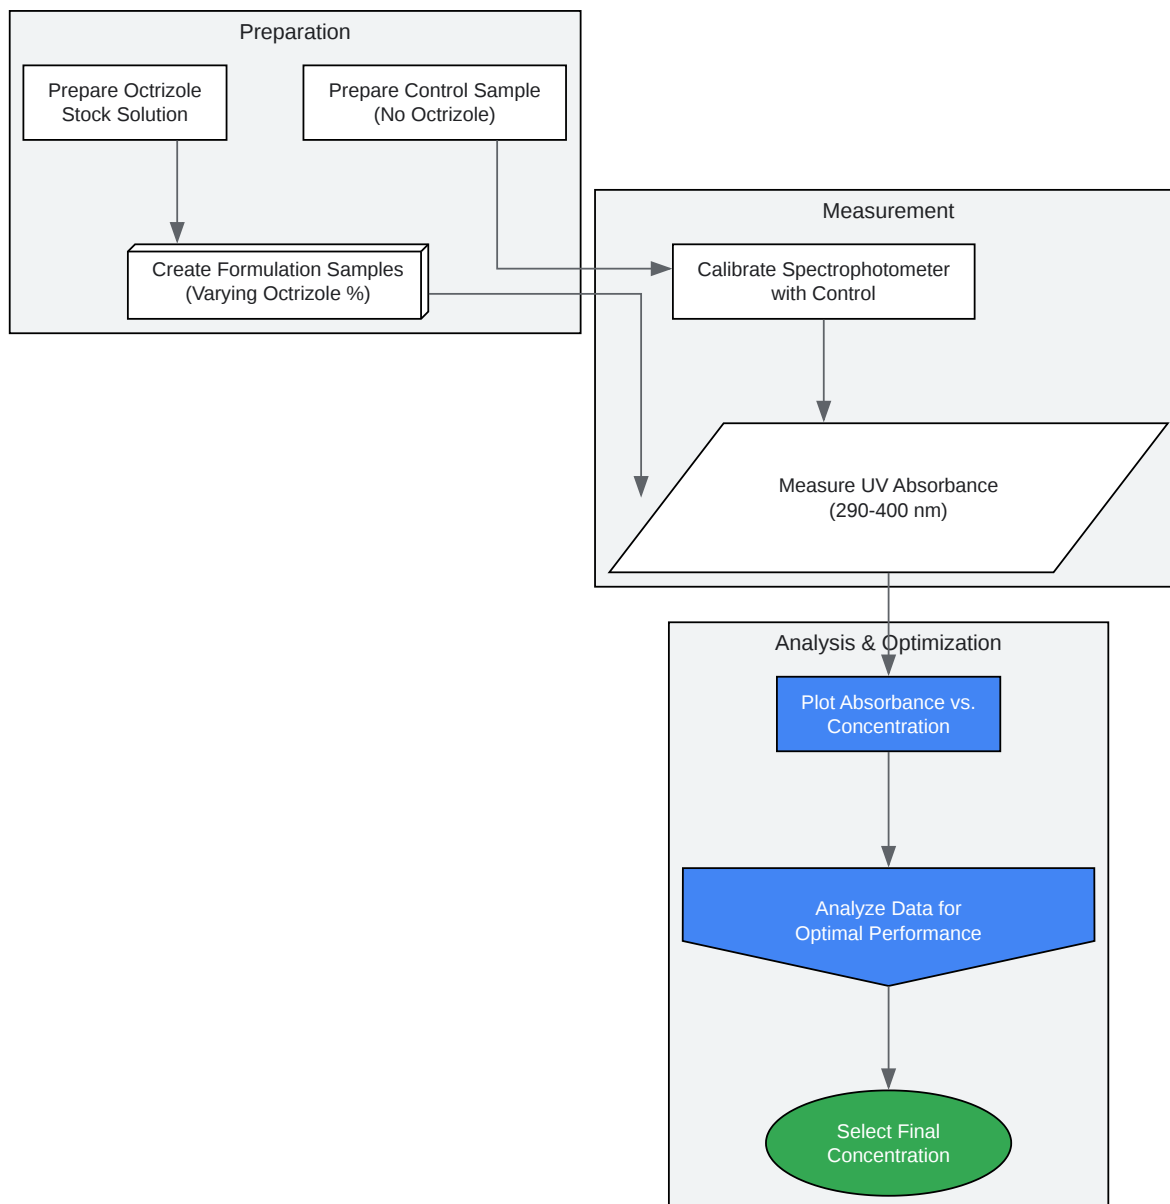 Preparation
Prepare Octrizole
Stock Solution
Prepare Control Sample
(No Octrizole)
Create Formulation Samples
(Varying Octrizole %)
Measurement
Calibrate Spectrophotometer
with Control
Measure UV Absorbance
(290-400 nm)
Analysis & Optimization
Plot Absorbance vs.
Concentration
Analyze Data for
Optimal Performance
Select Final
Concentration